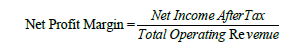 Net Profit Margin = Net Income AfterTax / Total Operating Revenue